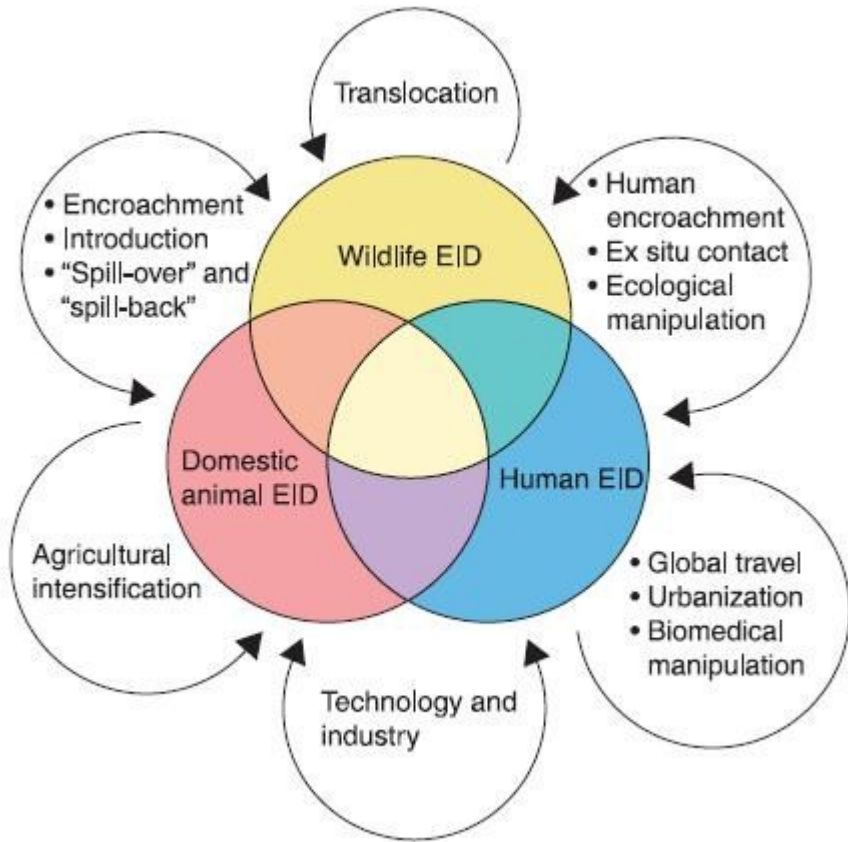 Translocation
• Encroachment
• Introduction
• “Spill-over” and
“spill-back”
• Human
encroachment
• Ex situ contact
• Ecological
manipulation
Wildlife EID
Domestic
animal EID
Human EID
Agricultural
intensification
• Global travel
• Urbanization
• Biomedical
manipulation
Technology and
industry